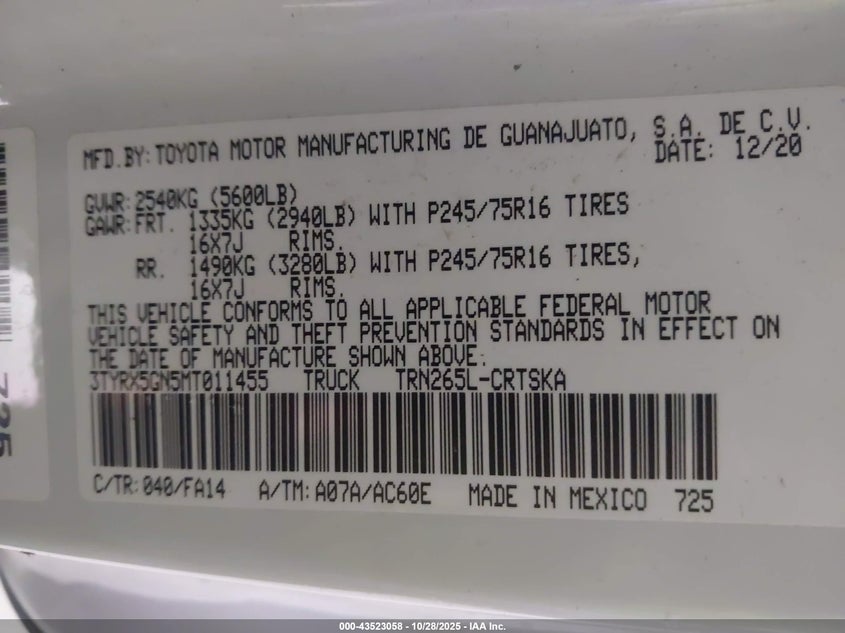 MFD.BY:TOYOTA MOTOR MANUFACTURING DE GUANAJUATO, S.A. DE C.V.
DATE: 12/20
GVWR:2540KG (5600LB)
GAWR:FRT. 1335KG (2940LB) WITH P245/75R16 TIRES
16X7J RIMS.
RR. 1490KG (3280LB) WITH P245/75R16 TIRES,
16X7J RIMS.
THIS VEHICLE CONFORMS TO ALL APPLICABLE FEDERAL MOTOR
VEHICLE SAFETY AND THEFT PREVENTION STANDARDS IN EFFECT ON
THE DATE OF MANUFACTURE SHOWN ABOVE.
3TYRX5GN5MT011455 TRUCK TRN265L-CRTSKA
C/TR:040/FA14 A/TM:A07A/AC60E MADE IN MEXICO 725
725
000-43523058 - 10/28/2025 - IAA Inc.